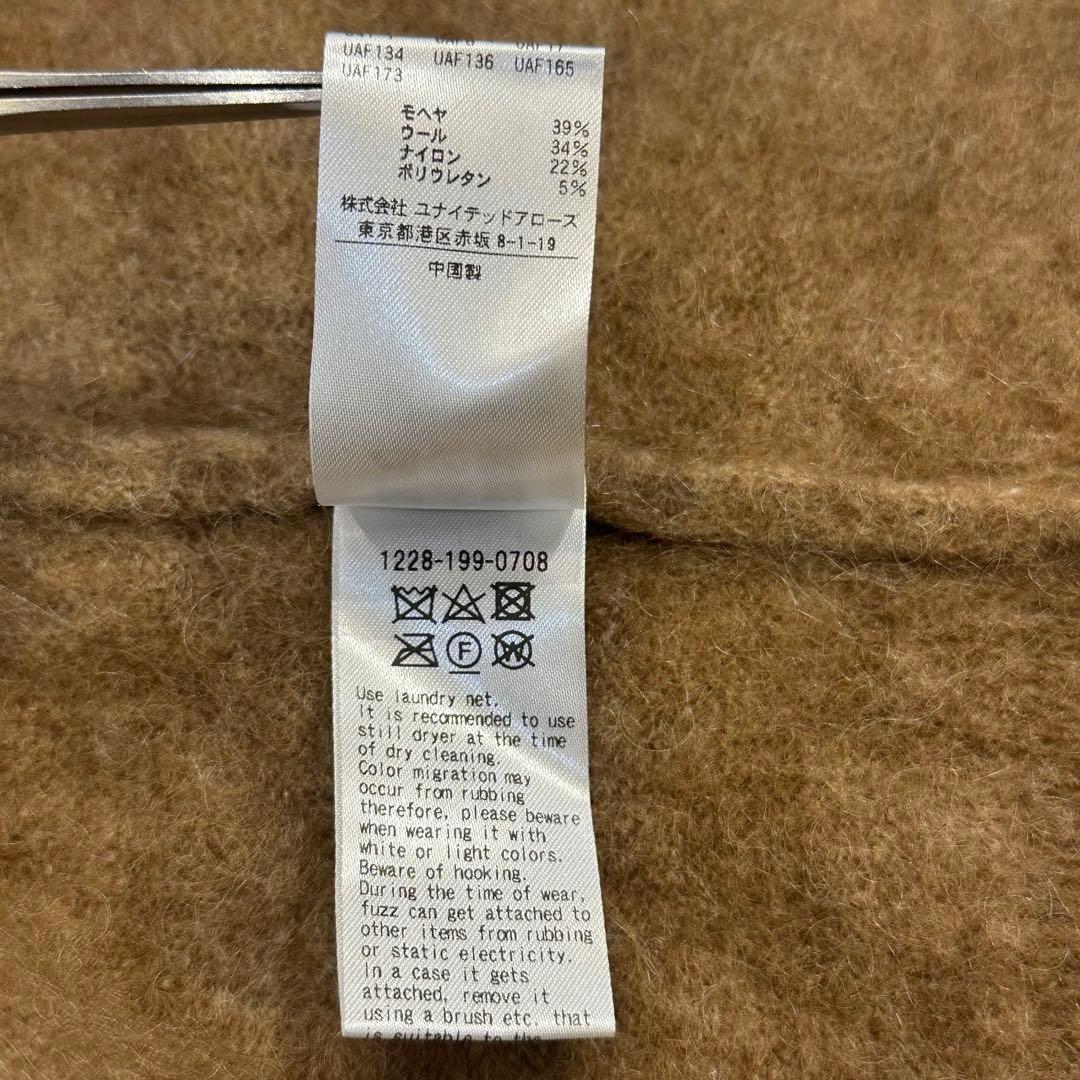 UAF134 UAF136 UAF165
UAF173
モヘヤ 39%
ウール 34%
ナイロン 22%
ポリウレタン 5%
株式会社 ユナイテッドアローズ
東京都港区赤坂 8-1-19
中国製
1228-199-0708
F
W
Use laundry net.
It is recommended to use
still dryer at the time
of dry cleaning.
Color migration may
occur from rubbing
therefore, please beware
when wearing it with
white or light colors.
Beware of hooking.
During the time of wear,
fuzz can get attached to
other items from rubbing
or static electricity.
In a case it gets
attached, remove it
using a brush etc. that
is suitable to the